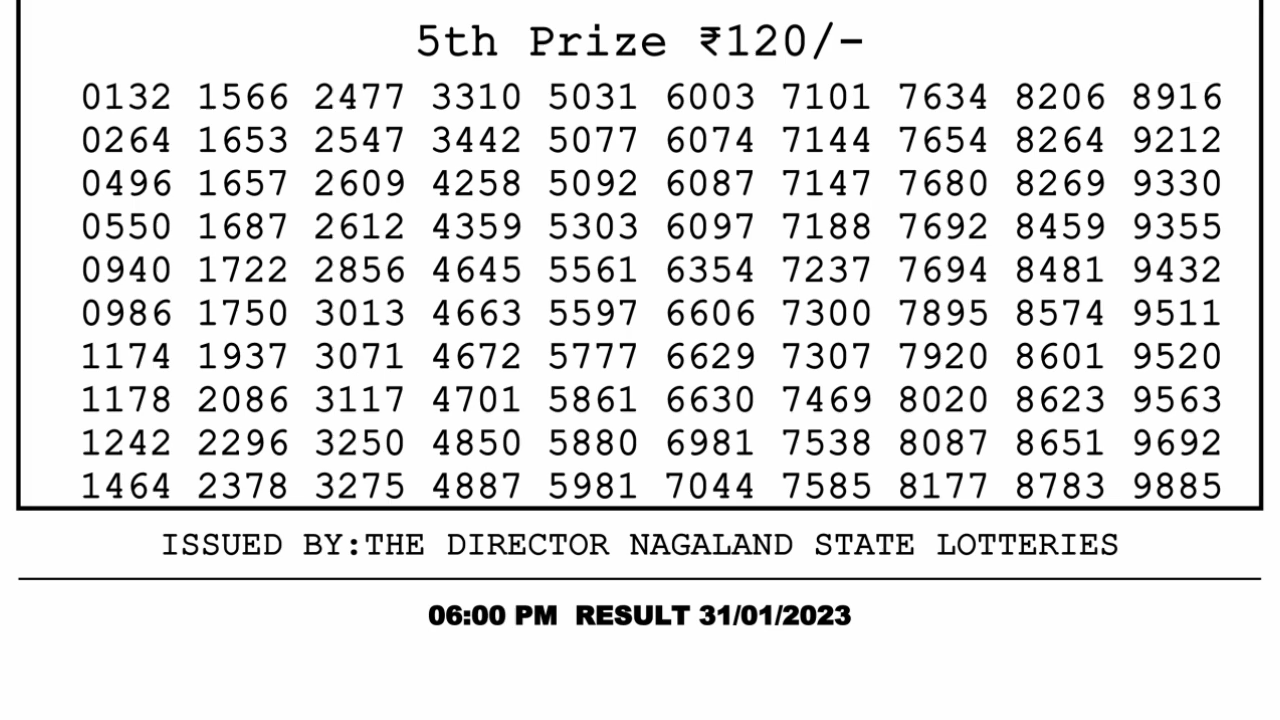 5th Prize ₹120/-
0132 1566 2477 3310 5031 6003 7101 7634 8206 8916
0264 1653 2547 3442 5077 6074 7144 7654 8264 9212
0496 1657 2609 4258 5092 6087 7147 7680 8269 9330
0550 1687 2612 4359 5303 6097 7188 7692 8459 9355
0940 1722 2856 4645 5561 6354 7237 7694 8481 9432
0986 1750 3013 4663 5597 6606 7300 7895 8574 9511
1174 1937 3071 4672 5777 6629 7307 7920 8601 9520
1178 2086 3117 4701 5861 6630 7469 8020 8623 9563
1242 2296 3250 4850 5880 6981 7538 8087 8651 9692
1464 2378 3275 4887 5981 7044 7585 8177 8783 9885
ISSUED BY:THE DIRECTOR NAGALAND STATE LOTTERIES
06:00 PM RESULT 31/01/2023